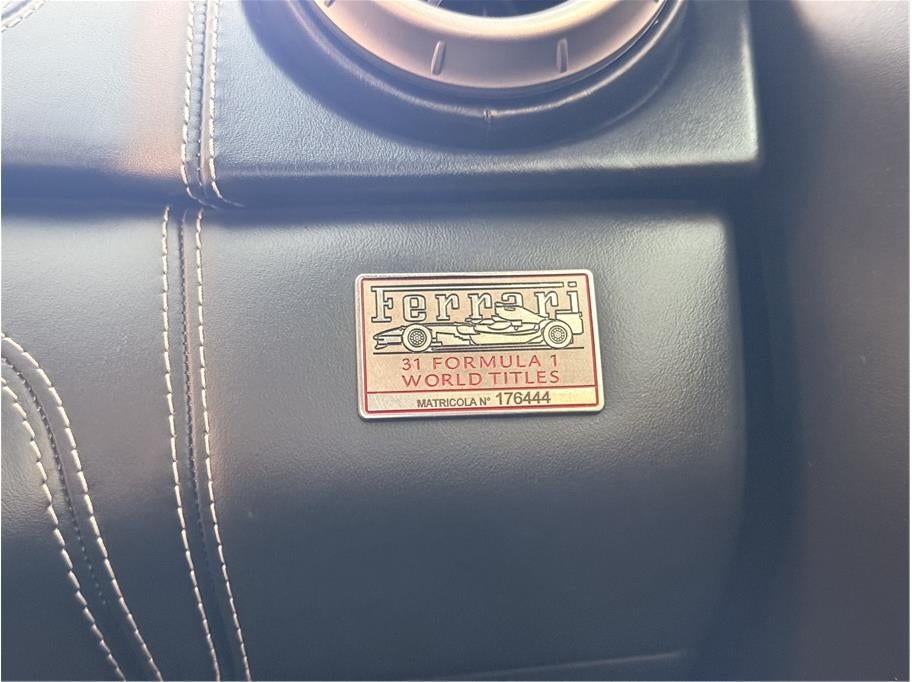 Ferrari
31 FORMULA 1
WORLD TITLES
MATRICOLA N° 176444